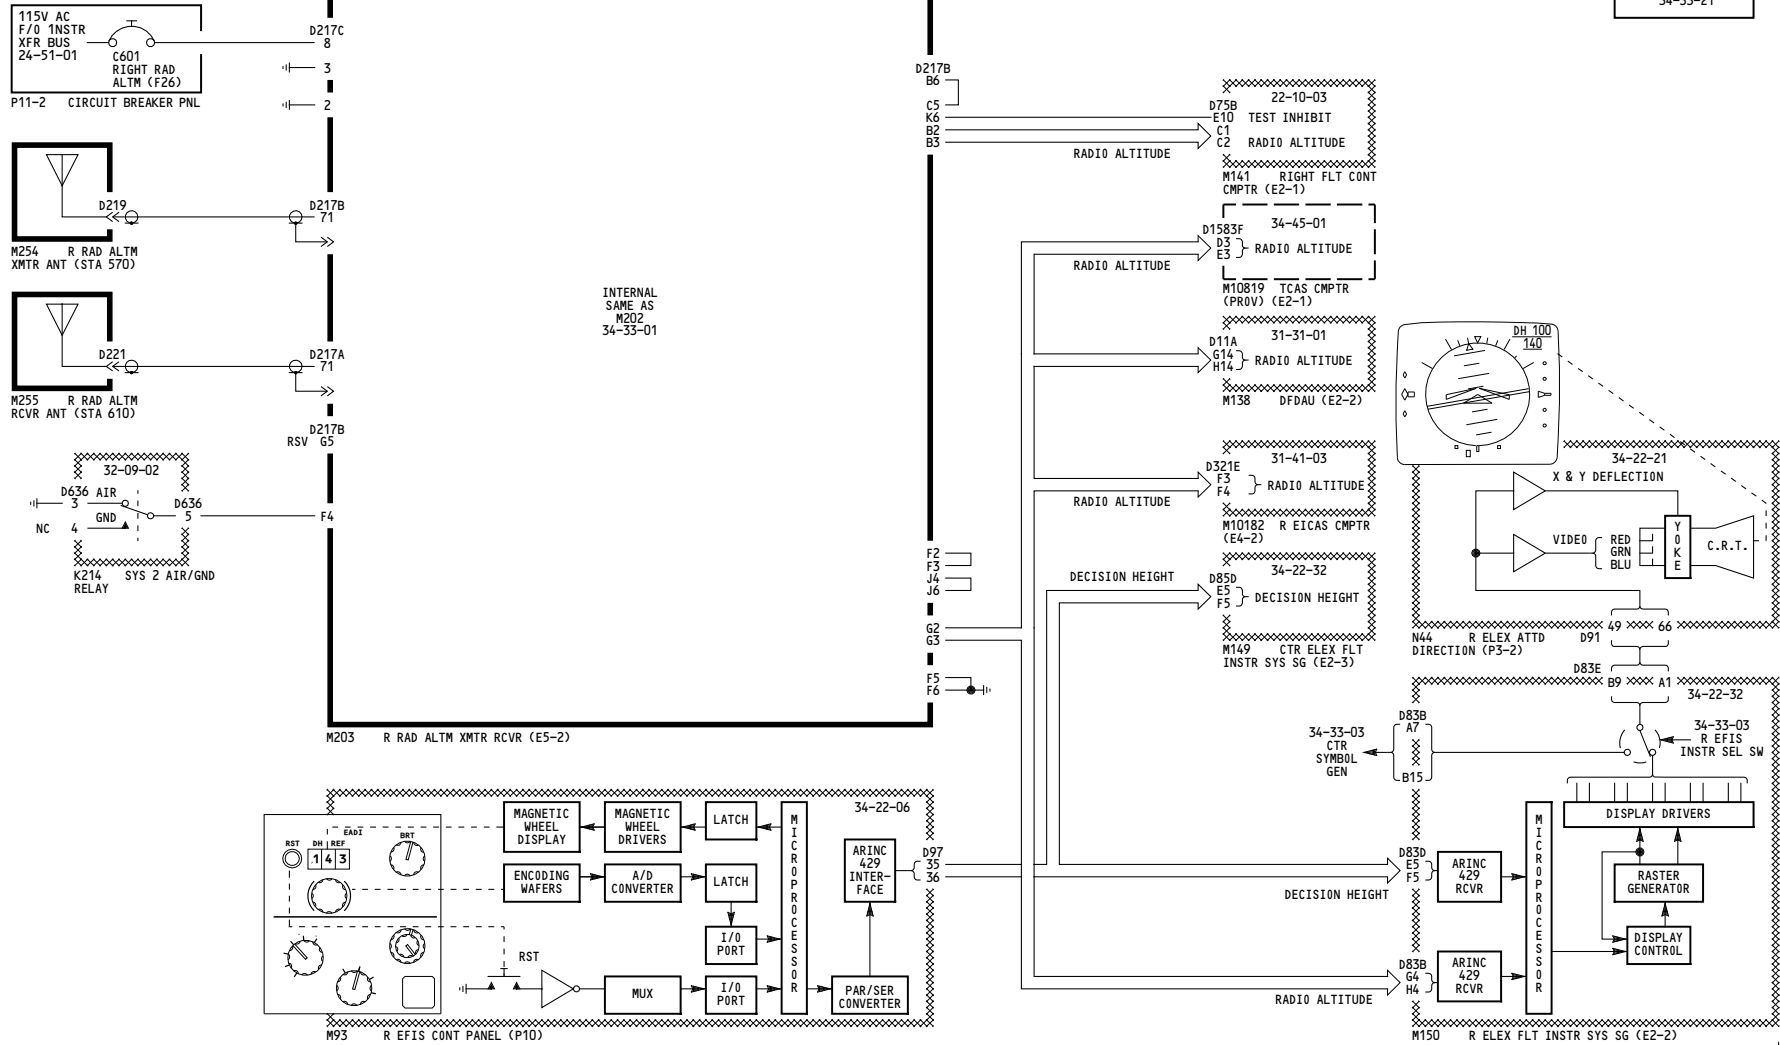 115V AC
F/O 1NSTR
XFR BUS
24-51-01
C601
RIGHT RAD
ALTM (F26)
P11-2 CIRCUIT BREAKER PNL
D217C
8
3
2
D219
D217B
71
M254 R RAD ALTM
XMTR ANT (STA 570)
D221
D217A
71
M255 R RAD ALTM
RCVR ANT (STA 610)
D217B
RSV G5
32-09-02
D636 AIR
3
GND
NC 4
D636
5
F4
K214 SYS 2 AIR/GND
RELAY
INTERNAL
SAME AS
M202
34-33-01
D217B
B6
C5
K6
B2
B3
F2
F3
J4
J6
G2
G3
F5
F6
M203 R RAD ALTM XMTR RCVR (E5-2)
RADIO ALTITUDE
22-10-03
D75B
E10 TEST INHIBIT
C1
C2 RADIO ALTITUDE
M141 RIGHT FLT CONT
CMPTR (E2-1)
RADIO ALTITUDE
34-45-01
D1583F
D3
E3
RADIO ALTITUDE
M10819 TCAS CMPTR
(PROV) (E2-1)
31-31-01
D11A
G14
H14
RADIO ALTITUDE
M138 DFDAU (E2-2)
RADIO ALTITUDE
31-41-03
D321E
F3
F4
RADIO ALTITUDE
M10182 R EICAS CMPTR
(E4-2)
DECISION HEIGHT
34-22-32
D85D
E5
F5
DECISION HEIGHT
M149 CTR ELEX FLT
INSTR SYS SG (E2-3)
DH 100
140
34-22-21
X & Y DEFLECTION
VIDEO
RED
GRN
BLU
YOKE
C.R.T.
49 66
N44 R ELEX ATTD
DIRECTION (P3-2)
D91
D83E
B9 A1
34-22-32
34-33-03
CTR
SYMBOL
GEN
D83B
A7
B15
34-33-03
R EFIS
INSTR SEL SW
DISPLAY DRIVERS
MICROPROCESSOR
D83D
E5
F5
ARINC
429
RCVR
RASTER
GENERATOR
DISPLAY
CONTROL
DECISION HEIGHT
D83B
G4
H4
ARINC
429
RCVR
RADIO ALTITUDE
M150 R ELEX FLT INSTR SYS SG (E2-2)
34-22-06
RST
EADI
DH REF
143
BRT
MAGNETIC
WHEEL
DISPLAY
MAGNETIC
WHEEL
DRIVERS
LATCH
ENCODING
WAFERS
A/D
CONVERTER
LATCH
I/O
PORT
RST
MUX
I/O
PORT
MICROPROCESSOR
PAR/SER
CONVERTER
ARINC
429
INTER-
FACE
D97
35
36
M93 R EFIS CONT PANEL (P10)